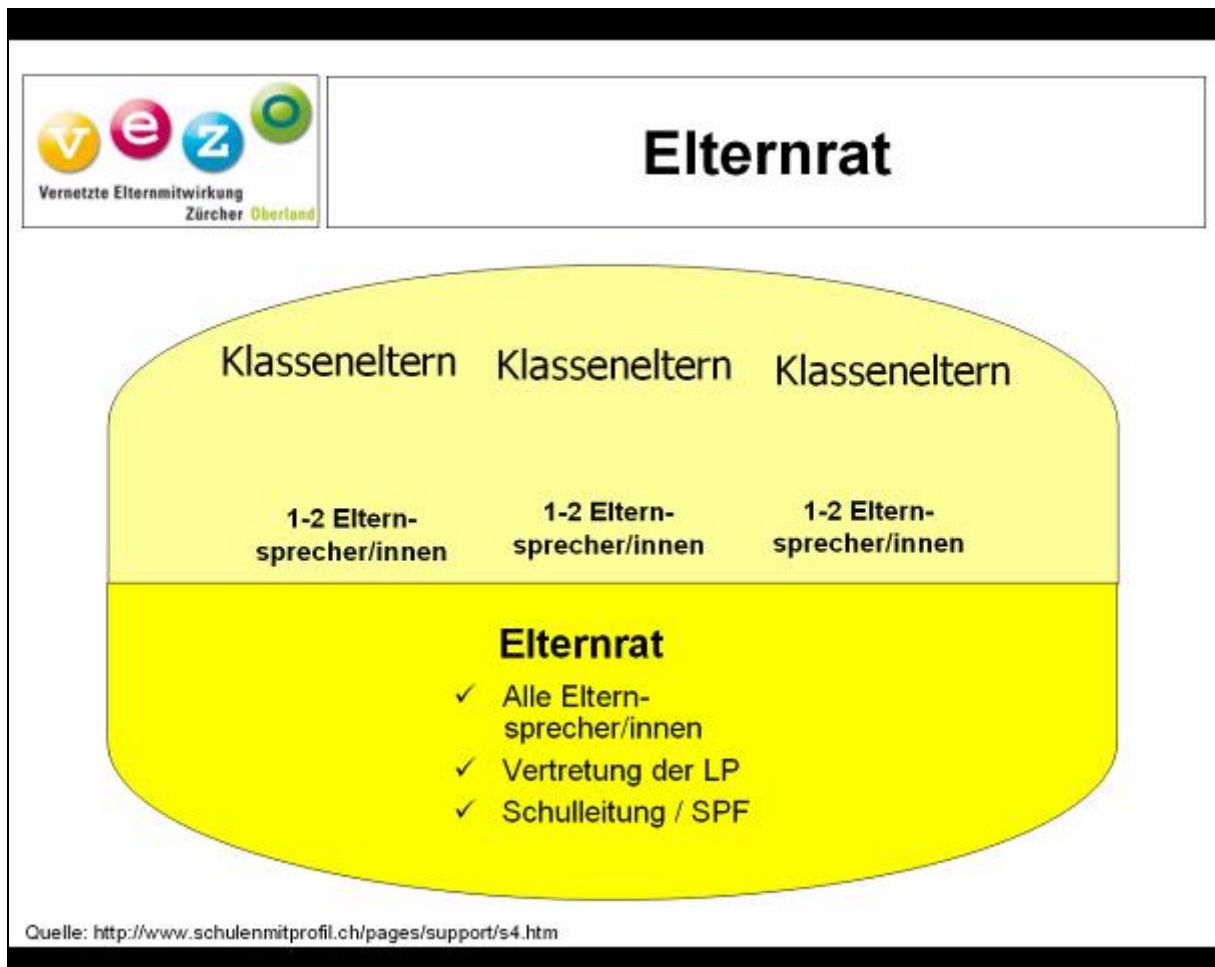 vezo
Vernetzte Elternmitwirkung
Zürcher Oberland
Elternrat
Klasseneltern Klasseneltern Klasseneltern
1-2 Eltern-
sprecher/innen
1-2 Eltern-
sprecher/innen
1-2 Eltern-
sprecher/innen
Elternrat
✓ Alle Eltern-
sprecher/innen
✓ Vertretung der LP
✓ Schulleitung / SPF
Quelle: http://www.schulenmitprofil.ch/pages/support/s4.htm